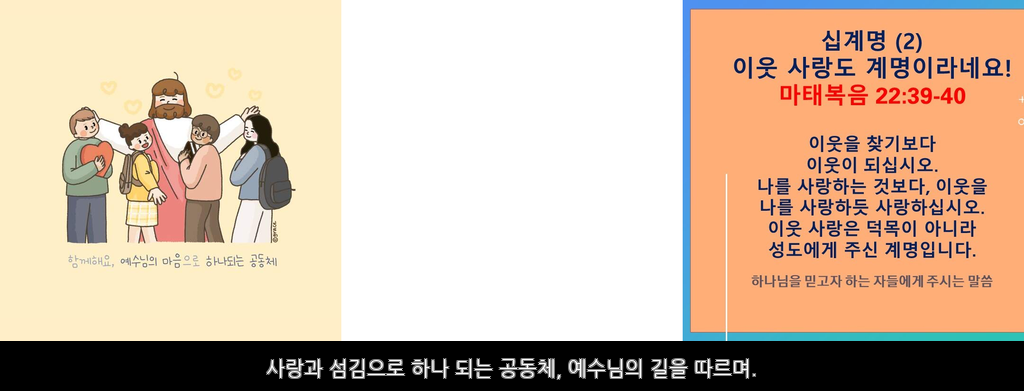 @grace
함께해요, 예수님의 마음으로 하나되는 공동체
십계명 (2)
이웃 사랑도 계명이라네요!
마태복음 22:39-40
이웃을 찾기보다
이웃이 되십시오.
나를 사랑하는 것보다, 이웃을
나를 사랑하듯 사랑하십시오.
이웃 사랑은 덕목이 아니라
성도에게 주신 계명입니다.
하나님을 믿고자 하는 자들에게 주시는 말씀
사랑과 섬김으로 하나 되는 공동체, 예수님의 길을 따르며.